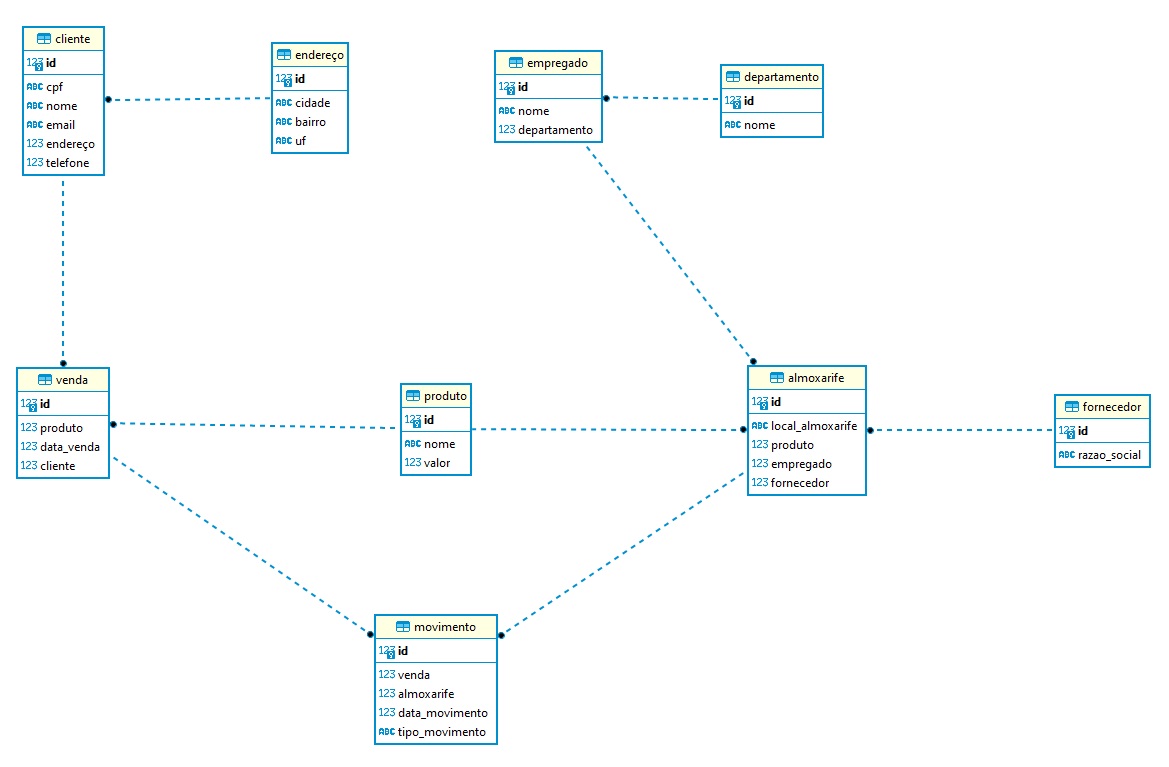 cliente
123 id
ABC cpf
ABC nome
ABC email
123 endereço
123 telefone
endereço
123 id
ABC cidade
ABC bairro
ABC uf
empregado
123 id
ABC nome
123 departamento
departamento
123 id
ABC nome
venda
123 id
123 produto
123 data_venda
123 cliente
produto
123 id
ABC nome
123 valor
almoxarife
123 id
ABC local_almoxarife
123 produto
123 empregado
123 fornecedor
fornecedor
123 id
ABC razao_social
movimento
123 id
123 venda
123 almoxarife
123 data_movimento
ABC tipo_movimento